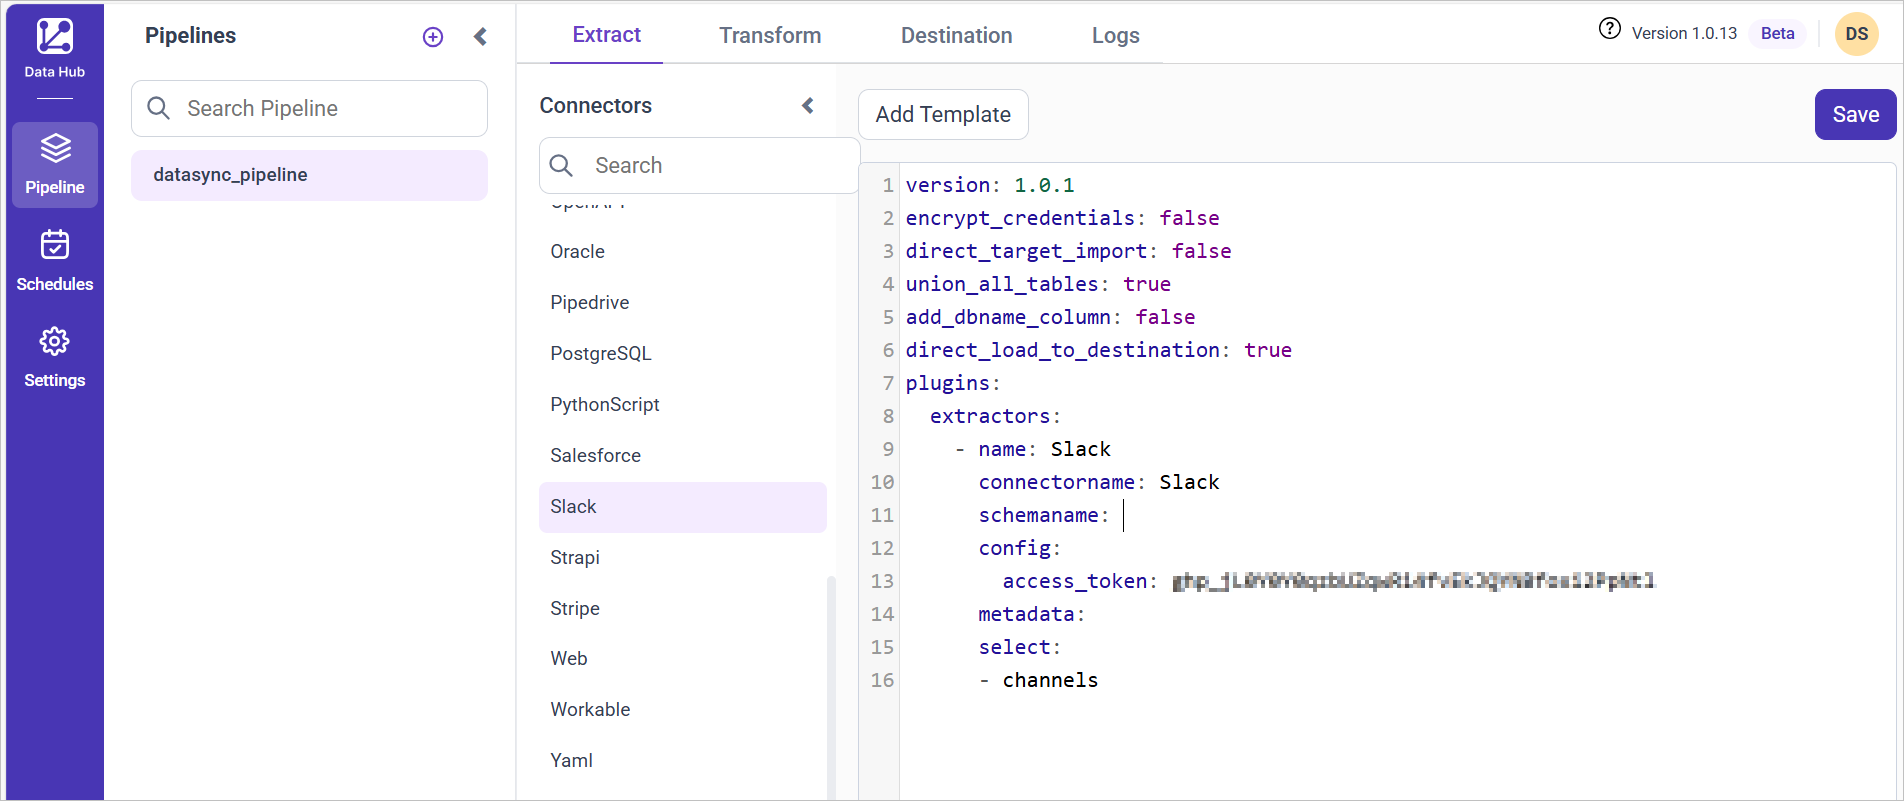 Data Hub
Pipeline
Schedules
Settings
Pipelines
Search Pipeline
datasync_pipeline
Extract
Transform
Destination
Logs
Version 1.0.13
Beta
DS
Connectors
Search
Oracle
Pipedrive
PostgreSQL
PythonScript
Salesforce
Slack
Strapi
Stripe
Web
Workable
Yaml
Add Template
Save
1 version: 1.0.1
2 encrypt_credentials: false
3 direct_target_import: false
4 union_all_tables: true
5 add_dbname_column: false
6 direct_load_to_destination: true
7 plugins:
8 extractors:
9 - name: Slack
10 connectorname: Slack
11 schemaname:
12 config:
13 access_token:
14 metadata:
15 select:
16 - channels